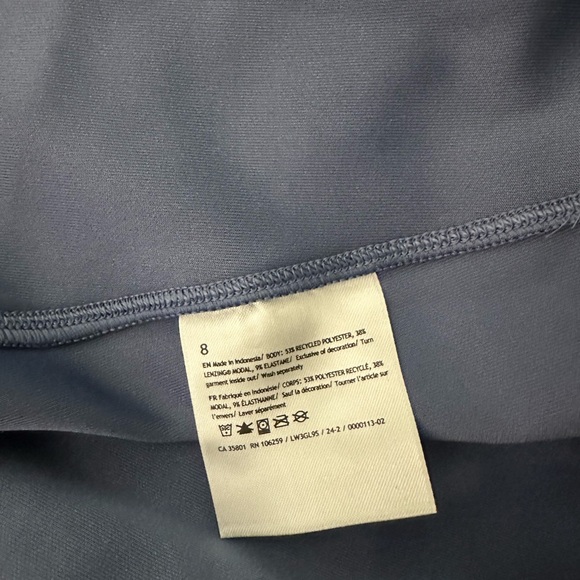 8
EN Made in Indonesia/ BODY: 53% RECYCLED POLYESTER, 38%
LENZING© MODAL, 9% ELASTANE/ Exclusive of decoration/ Turn
garment inside out/ Wash separately
FR Fabriqué en Indonésie/ CORPS: 53% POLYESTER RECYCLÉ, 38%
MODAL, 9% ÉLASTHANNE/ Sauf la décoration/ Tourner l'article sur
l'envers/ Laver séparément
CA 35801 RN 106259 / LW3GL9S / 24-2 / 0000113-02